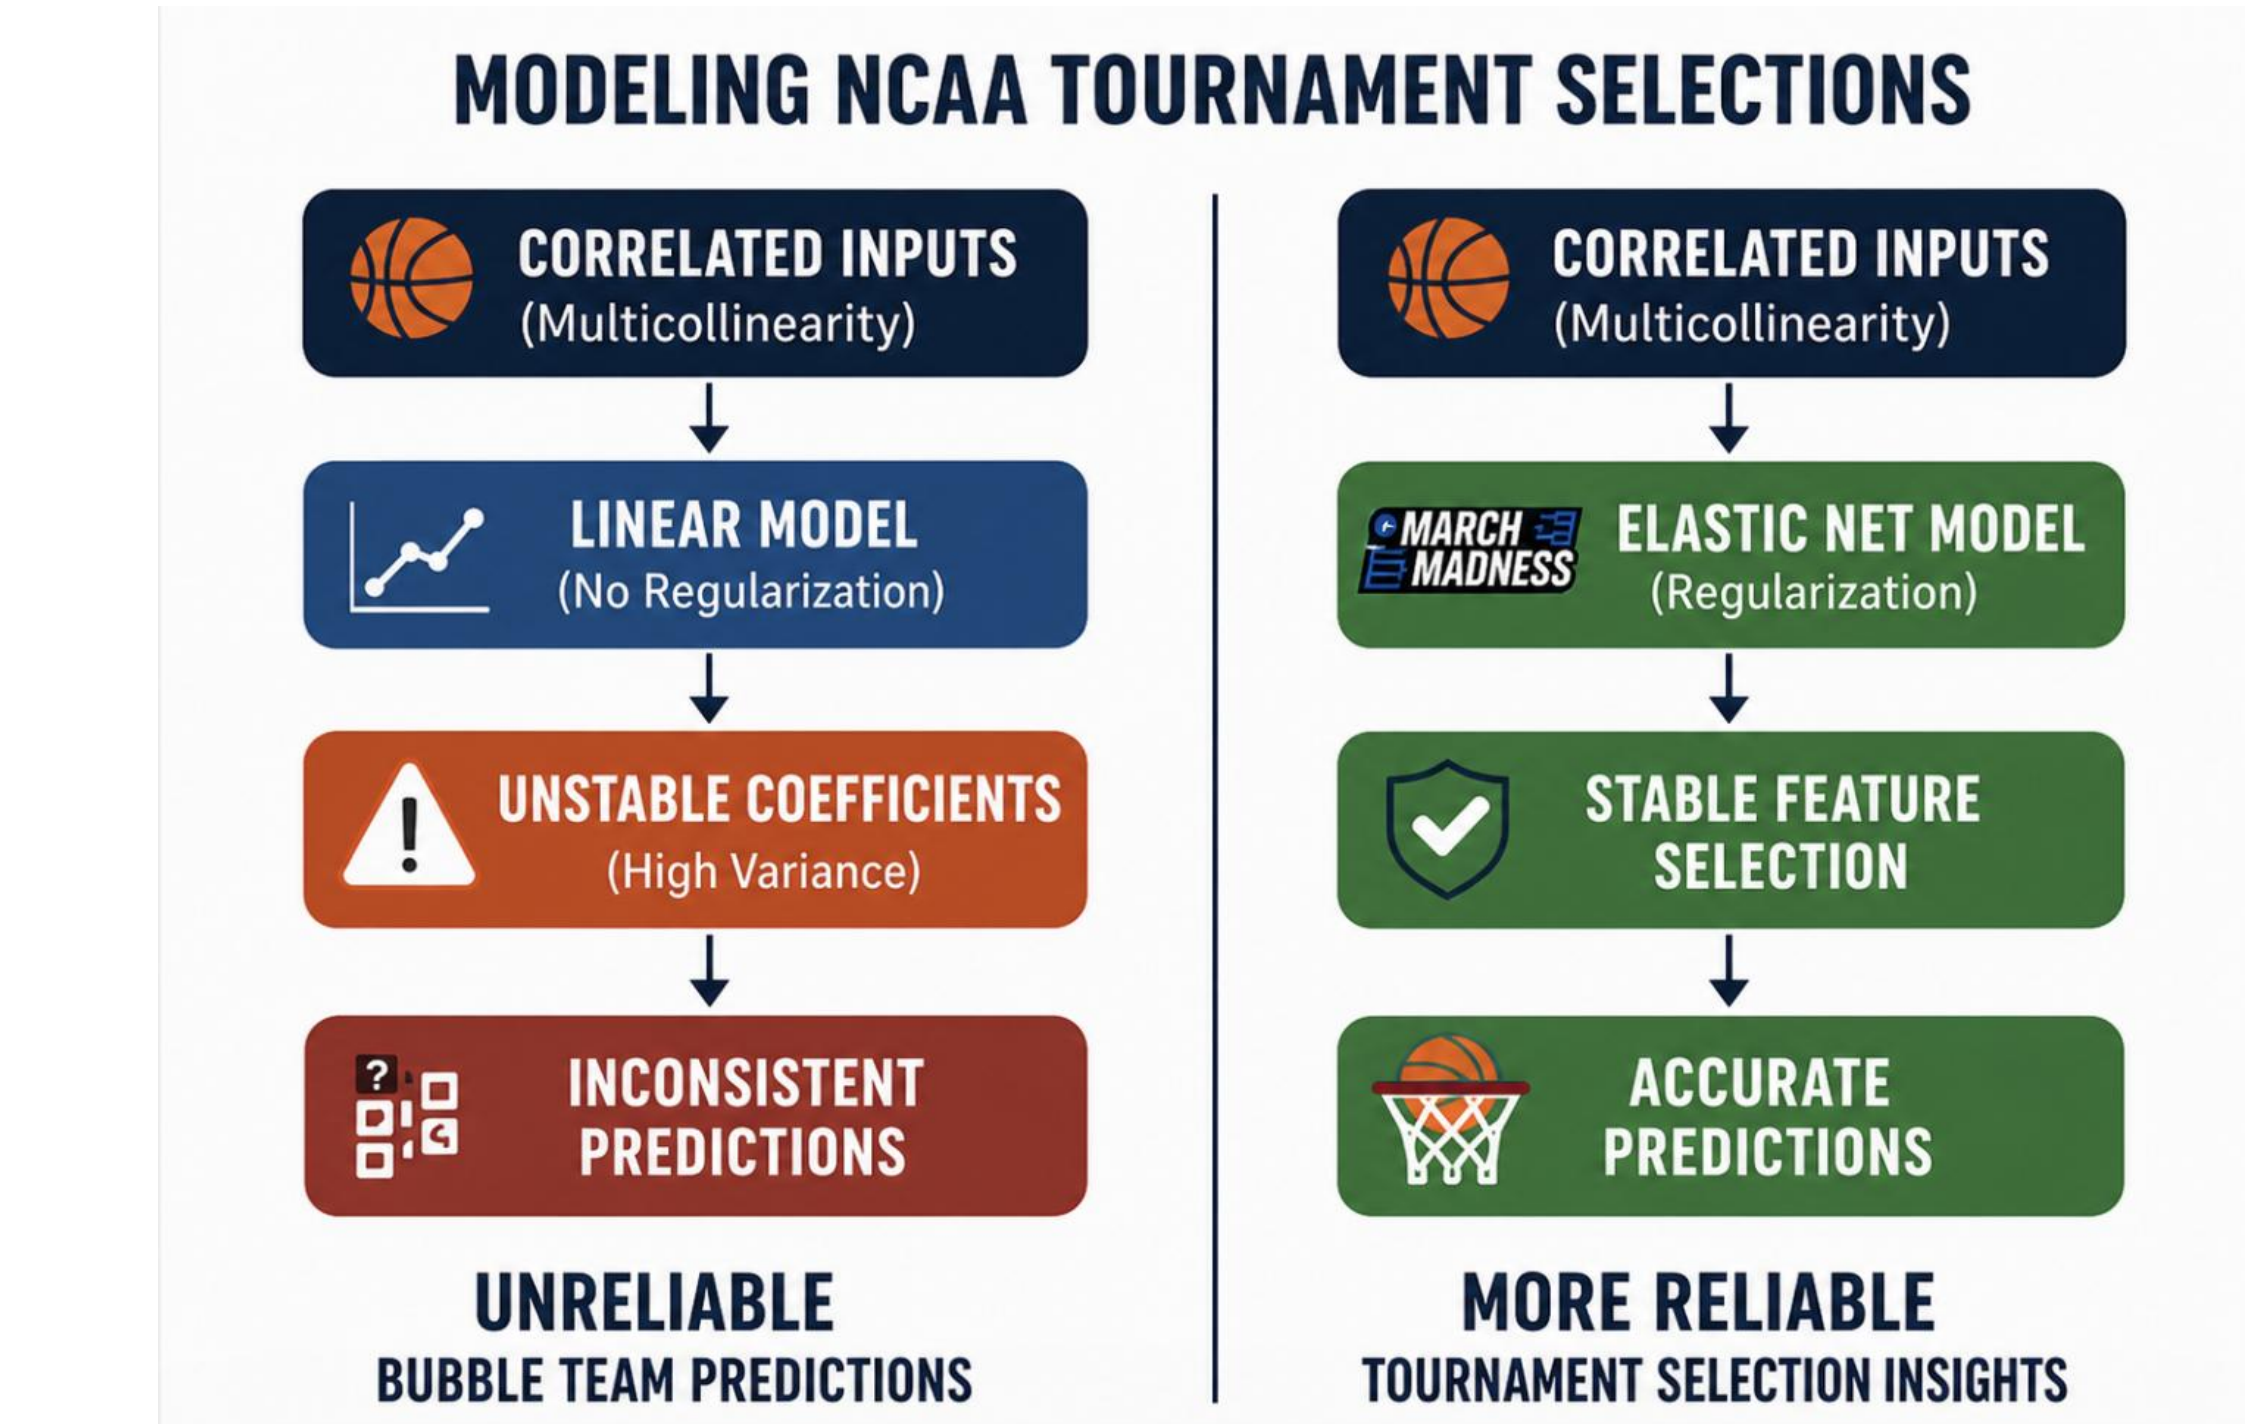 MODELING NCAA TOURNAMENT SELECTIONS
CORRELATED INPUTS
(Multicollinearity)
LINEAR MODEL
(No Regularization)
UNSTABLE COEFFICIENTS
(High Variance)
?
INCONSISTENT
PREDICTIONS
UNRELIABLE
BUBBLE TEAM PREDICTIONS
CORRELATED INPUTS
(Multicollinearity)
MARCH
MADNESS
ELASTIC NET MODEL
(Regularization)
STABLE FEATURE
SELECTION
ACCURATE
PREDICTIONS
MORE RELIABLE
TOURNAMENT SELECTION INSIGHTS